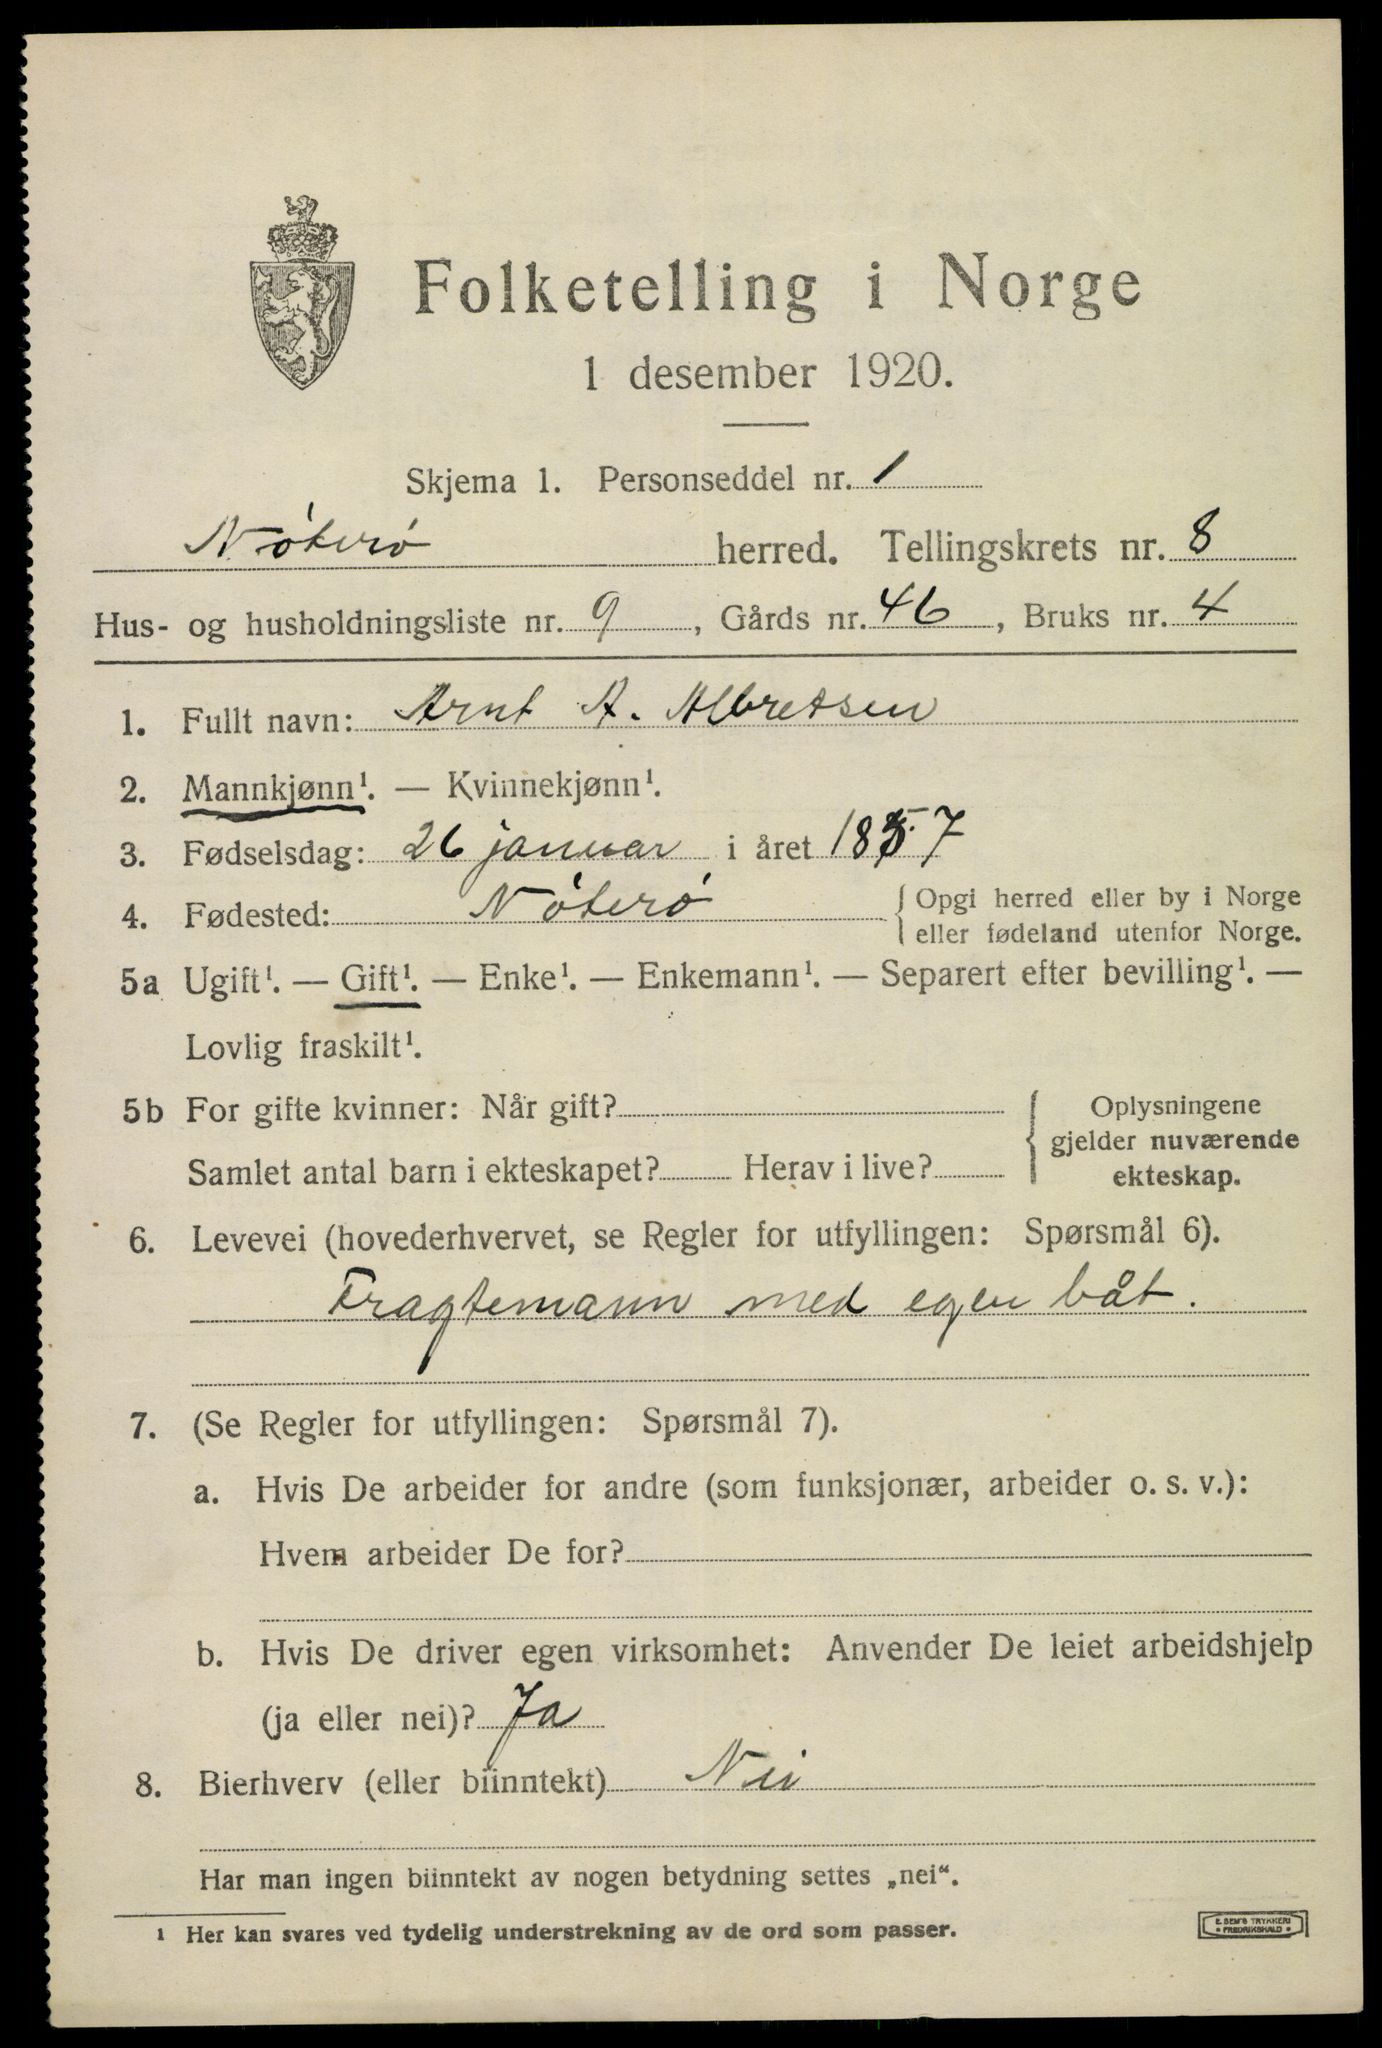 Folketelling i Norge
1 desember 1920.
Skjema 1. Personseddel nr. 1
Nøterø herred. Tellingskrets nr. 8
Hus- og husholdningsliste nr. 9, Gårds nr. 46, Bruks nr. 4
1. Fullt navn: Arnt A. Albretsen
2. Mannkjønn¹. — Kvinnekjønn¹.
3. Fødselsdag: 26 januar i året 1857
4. Fødested: Nøterø { Opgi herred eller by i Norge
eller fødeland utenfor Norge.
5a Ugift¹. — Gift¹. — Enke¹. — Enkemann¹. — Separert efter bevilling¹. —
Lovlig fraskilt¹.
5b For gifte kvinner: Når gift? { Oplysningene
gjelder nuværende
Samlet antal barn i ekteskapet? Herav i live? ekteskap.
6. Levevei (hovederhvervet, se Regler for utfyllingen: Spørsmål 6).
Fragtemann med egen båt.
7. (Se Regler for utfyllingen: Spørsmål 7).
a. Hvis De arbeider for andre (som funksjonær, arbeider o. s. v.):
Hvem arbeider De for?
b. Hvis De driver egen virksomhet: Anvender De leiet arbeidshjelp
(ja eller nei)? Ja
8. Bierhverv (eller biinntekt) Nei
Har man ingen biinntekt av nogen betydning settes „nei“.
¹ Her kan svares ved tydelig understrekning av de ord som passer.
E. SEM'S TRYKKERI
* FREDRIKSHALD *